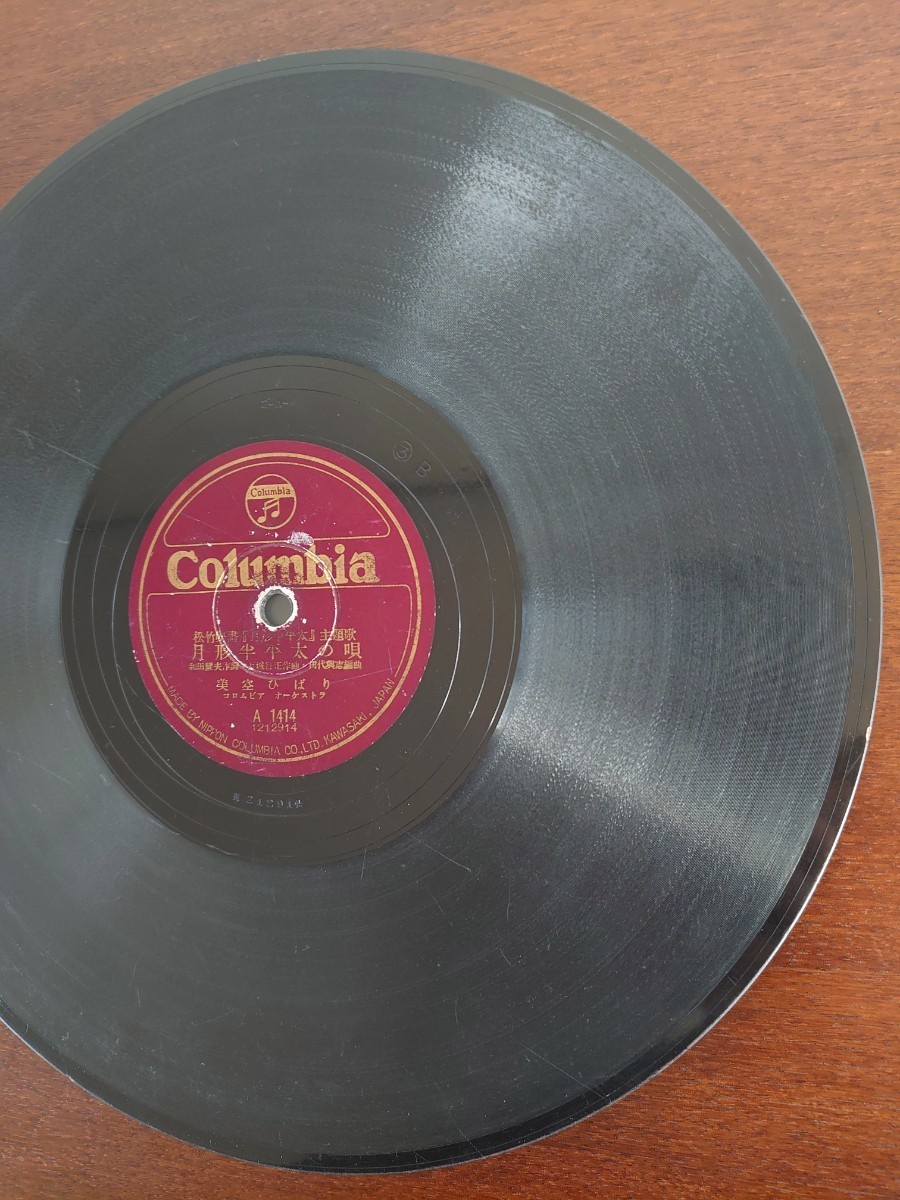 ③ B
Columbia
Columbia
松竹映画『月形半平太』主題歌
月形半平太の唄
美空ひばり
コロムビア オーケストラ
A 1414
1212914
MADE BY NIPPON COLUMBIA CO., LTD. KAWASAKI, JAPAN